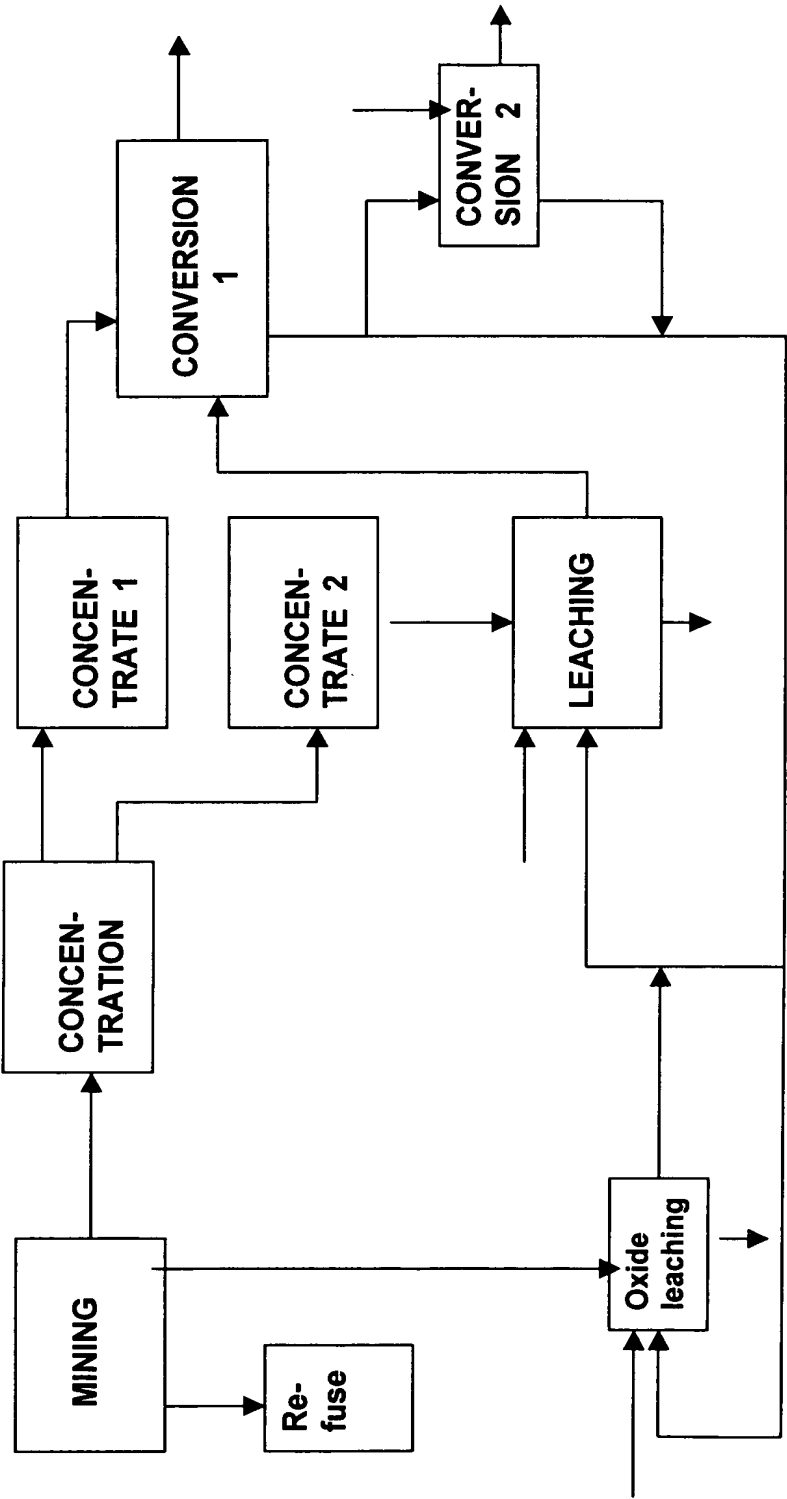 MINING
Re-
fuse
CONCEN-
TRATION
CONCEN-
TRATE 1
CONCEN-
TRATE 2
CONVERSION
1
CONVER-
SION 2
LEACHING
Oxide
leaching